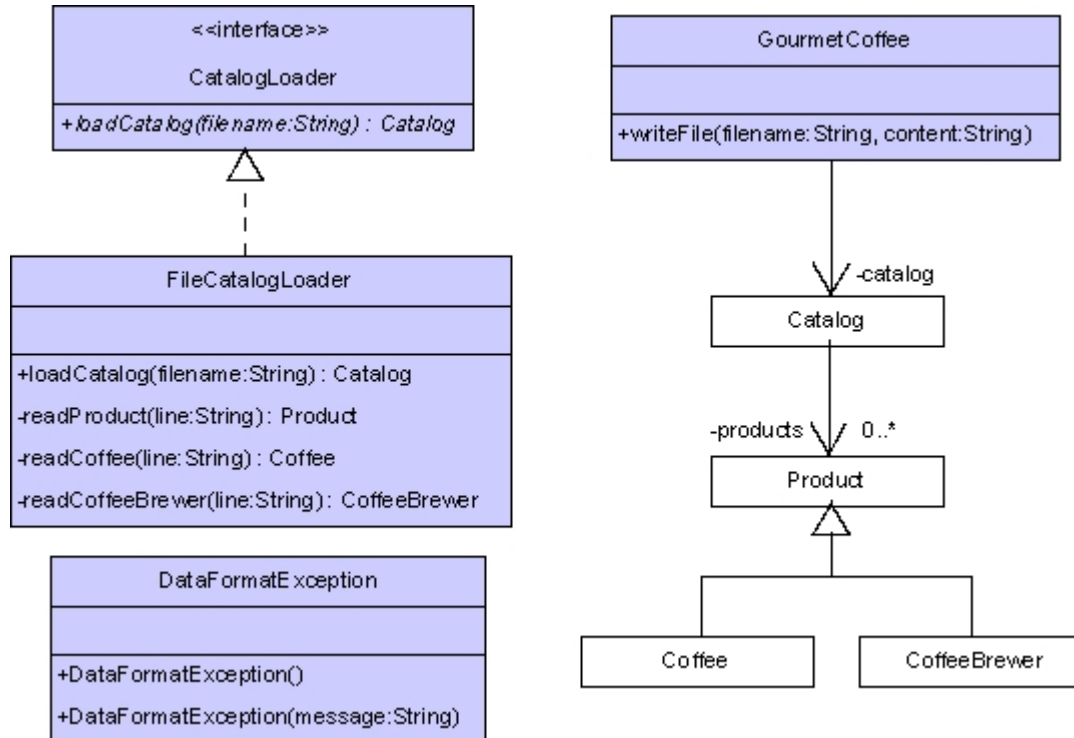 <<interface>>
CatalogLoader
+loadCatalog(filename:String) : Catalog
FileCatalogLoader
+loadCatalog(filename:String) : Catalog
-readProduct(line:String) : Product
-readCoffee(line:String) : Coffee
-readCoffeeBrewer(line:String) : CoffeeBrewer
DataFormatException
+DataFormatException()
+DataFormatException(message:String)
GourmetCoffee
+writeFile(filename:String, content:String)
-catalog
Catalog
-products 0..*
Product
Coffee
CoffeeBrewer